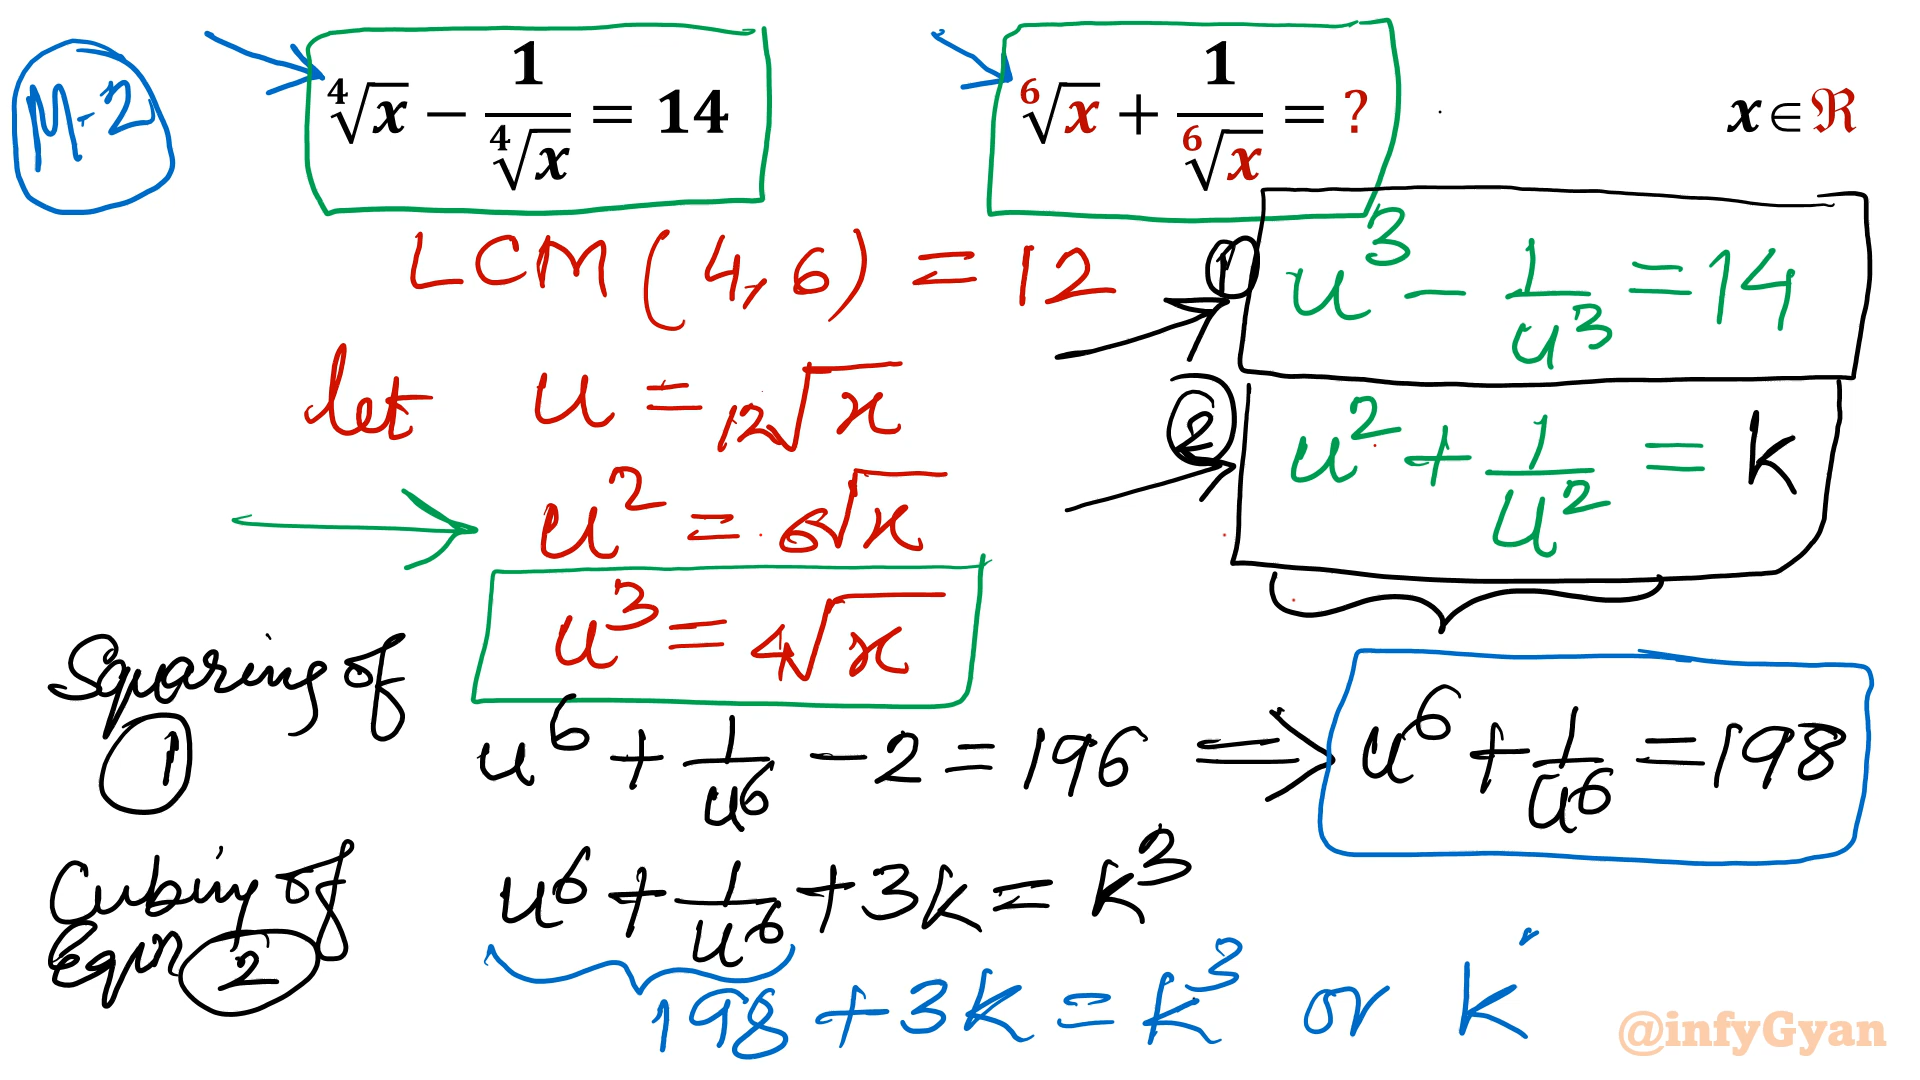 M-2
⁴√x − 1/⁴√x = 14
⁶√x + 1/⁶√x = ?
x ∈ ℜ
LCM (4, 6) = 12
① u³ − 1/u³ = 14
let u = ¹²√x
② u² + 1/u² = k
u² = ⁶√x
u³ = ⁴√x
Squaring of
①
u⁶ + 1/u⁶ − 2 = 196 ⇒ u⁶ + 1/u⁶ = 198
Cubing of
Eqn ②
u⁶ + 1/u⁶ + 3k = k³
198 + 3k = k³ or k
@infyGyan